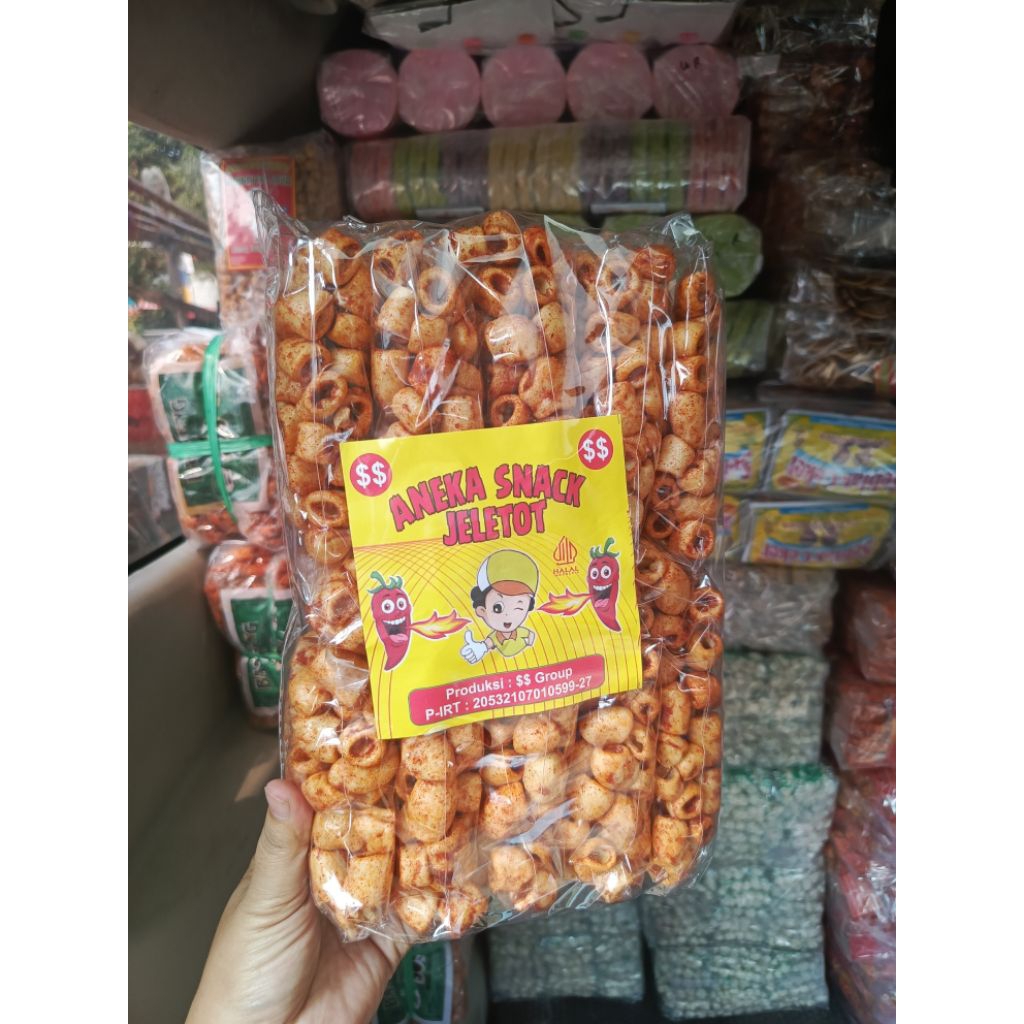 $$
$$
ANEKA SNACK
JELETOT
HALAL
Produksi : $$ Group
P-IRT : 20532107010599-27